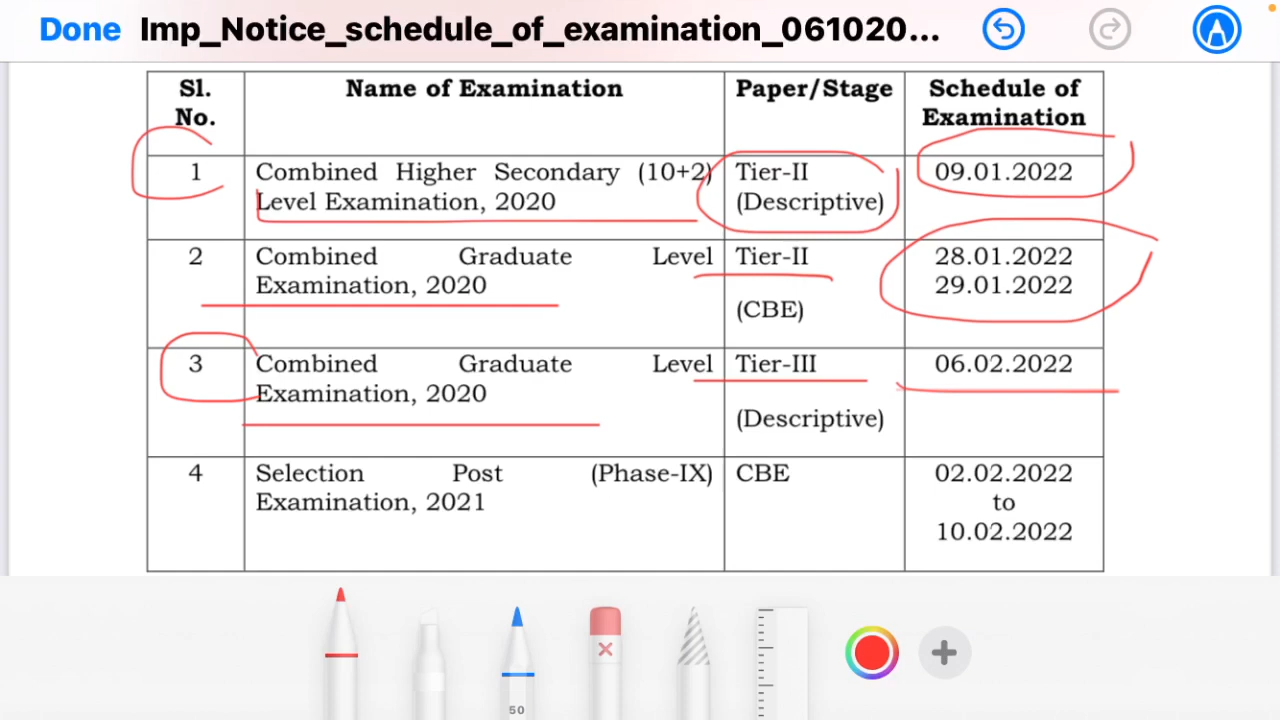 Done Imp_Notice_schedule_of_examination_061020...
Sl. No. Name of Examination Paper/Stage Schedule of Examination
1 Combined Higher Secondary (10+2) Level Examination, 2020 Tier-II (Descriptive) 09.01.2022
2 Combined Graduate Level Examination, 2020 Tier-II (CBE) 28.01.2022 29.01.2022
3 Combined Graduate Level Examination, 2020 Tier-III (Descriptive) 06.02.2022
4 Selection Post (Phase-IX) Examination, 2021 CBE 02.02.2022 to 10.02.2022
50